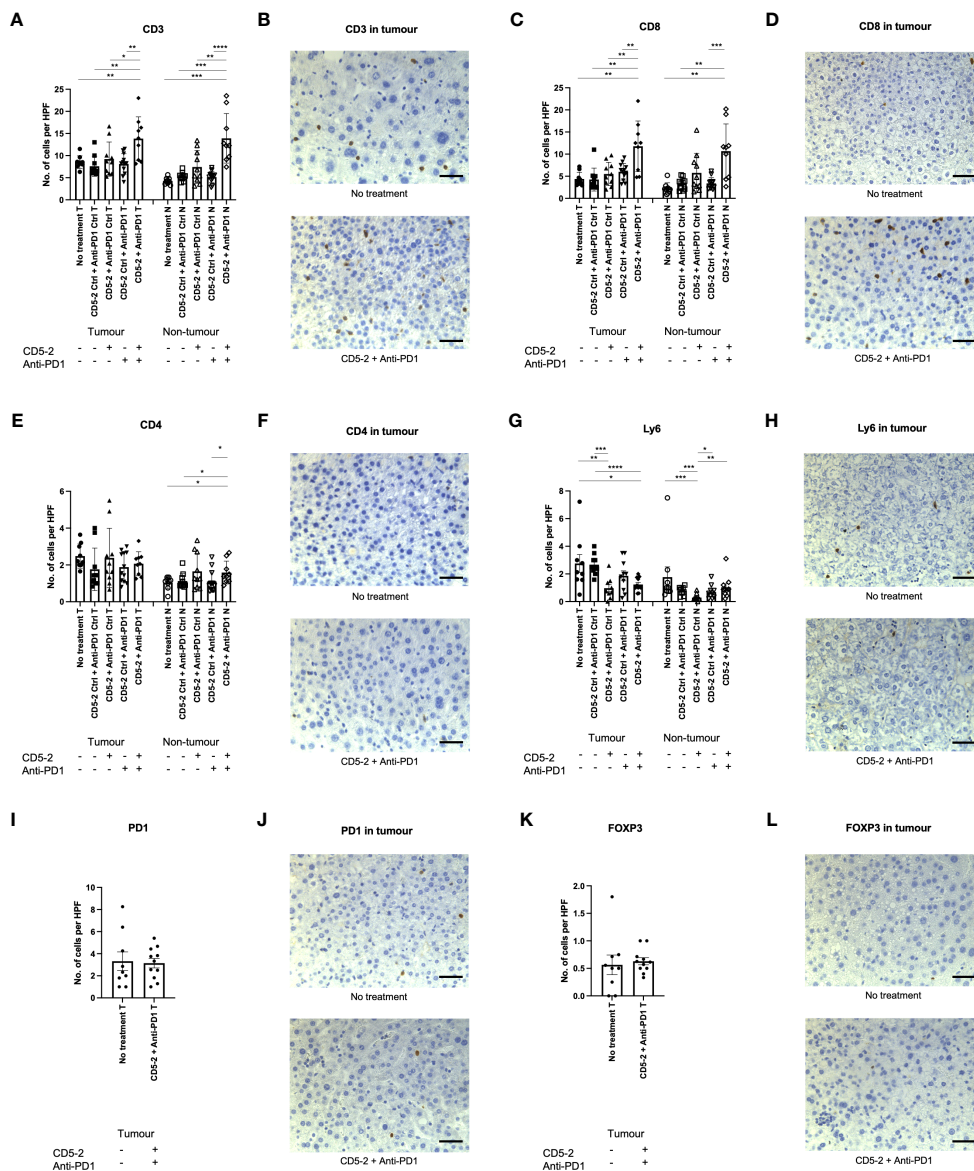 A
CD3
** 
* ****
** **
** ***
** ***
No. of cells per HPF
25
20
15
10
5
0
No treatment T
CD5-2 Ctrl + Anti-PD1 Ctrl T
CD5-2 + Anti-PD1 Ctrl T
CD5-2 Ctrl + Anti-PD1 T
CD5-2 + Anti-PD1 T
No treatment N
CD5-2 Ctrl + Anti-PD1 Ctrl N
CD5-2 + Anti-PD1 Ctrl N
CD5-2 Ctrl + Anti-PD1 N
CD5-2 + Anti-PD1 N
Tumour Non-tumour
CD5-2 - - + - + - - + - +
Anti-PD1 - - - + + - - - + +
B
CD3 in tumour
No treatment
CD5-2 + Anti-PD1
C
CD8
** ***
**
** **
** **
No. of cells per HPF
25
20
15
10
5
0
No treatment T
CD5-2 Ctrl + Anti-PD1 Ctrl T
CD5-2 + Anti-PD1 Ctrl T
CD5-2 Ctrl + Anti-PD1 T
CD5-2 + Anti-PD1 T
No treatment N
CD5-2 Ctrl + Anti-PD1 Ctrl N
CD5-2 + Anti-PD1 Ctrl N
CD5-2 Ctrl + Anti-PD1 N
CD5-2 + Anti-PD1 N
Tumour Non-tumour
CD5-2 - - + - + - - + - +
Anti-PD1 - - - + + - - - + +
D
CD8 in tumour
No treatment
CD5-2 + Anti-PD1
E
CD4
*
*
*
No. of cells per HPF
6
4
2
0
No treatment T
CD5-2 Ctrl + Anti-PD1 Ctrl T
CD5-2 + Anti-PD1 Ctrl T
CD5-2 Ctrl + Anti-PD1 T
CD5-2 + Anti-PD1 T
No treatment N
CD5-2 Ctrl + Anti-PD1 Ctrl N
CD5-2 + Anti-PD1 Ctrl N
CD5-2 Ctrl + Anti-PD1 N
CD5-2 + Anti-PD1 N
Tumour Non-tumour
CD5-2 - - + - + - - + - +
Anti-PD1 - - - + + - - - + +
F
CD4 in tumour
No treatment
CD5-2 + Anti-PD1
G
Ly6
*** *
** **
**** ***
* ***
No. of cells per HPF
8
6
4
2
0
No treatment T
CD5-2 Ctrl + Anti-PD1 Ctrl T
CD5-2 + Anti-PD1 Ctrl T
CD5-2 Ctrl + Anti-PD1 T
CD5-2 + Anti-PD1 T
No treatment N
CD5-2 Ctrl + Anti-PD1 Ctrl N
CD5-2 + Anti-PD1 Ctrl N
CD5-2 Ctrl + Anti-PD1 N
CD5-2 + Anti-PD1 N
Tumour Non-tumour
CD5-2 - - + - + - - + - +
Anti-PD1 - - - + + - - - + +
H
Ly6 in tumour
No treatment
CD5-2 + Anti-PD1
I
PD1
No. of cells per HPF
10
8
6
4
2
0
No treatment T
CD5-2 + Anti-PD1 T
Tumour
CD5-2 - +
Anti-PD1 - +
J
PD1 in tumour
No treatment
CD5-2 + Anti-PD1
K
FOXP3
No. of cells per HPF
2.0
1.5
1.0
0.5
0.0
No treatment T
CD5-2 + Anti-PD1 T
Tumour
CD5-2 - +
Anti-PD1 - +
L
FOXP3 in tumour
No treatment
CD5-2 + Anti-PD1